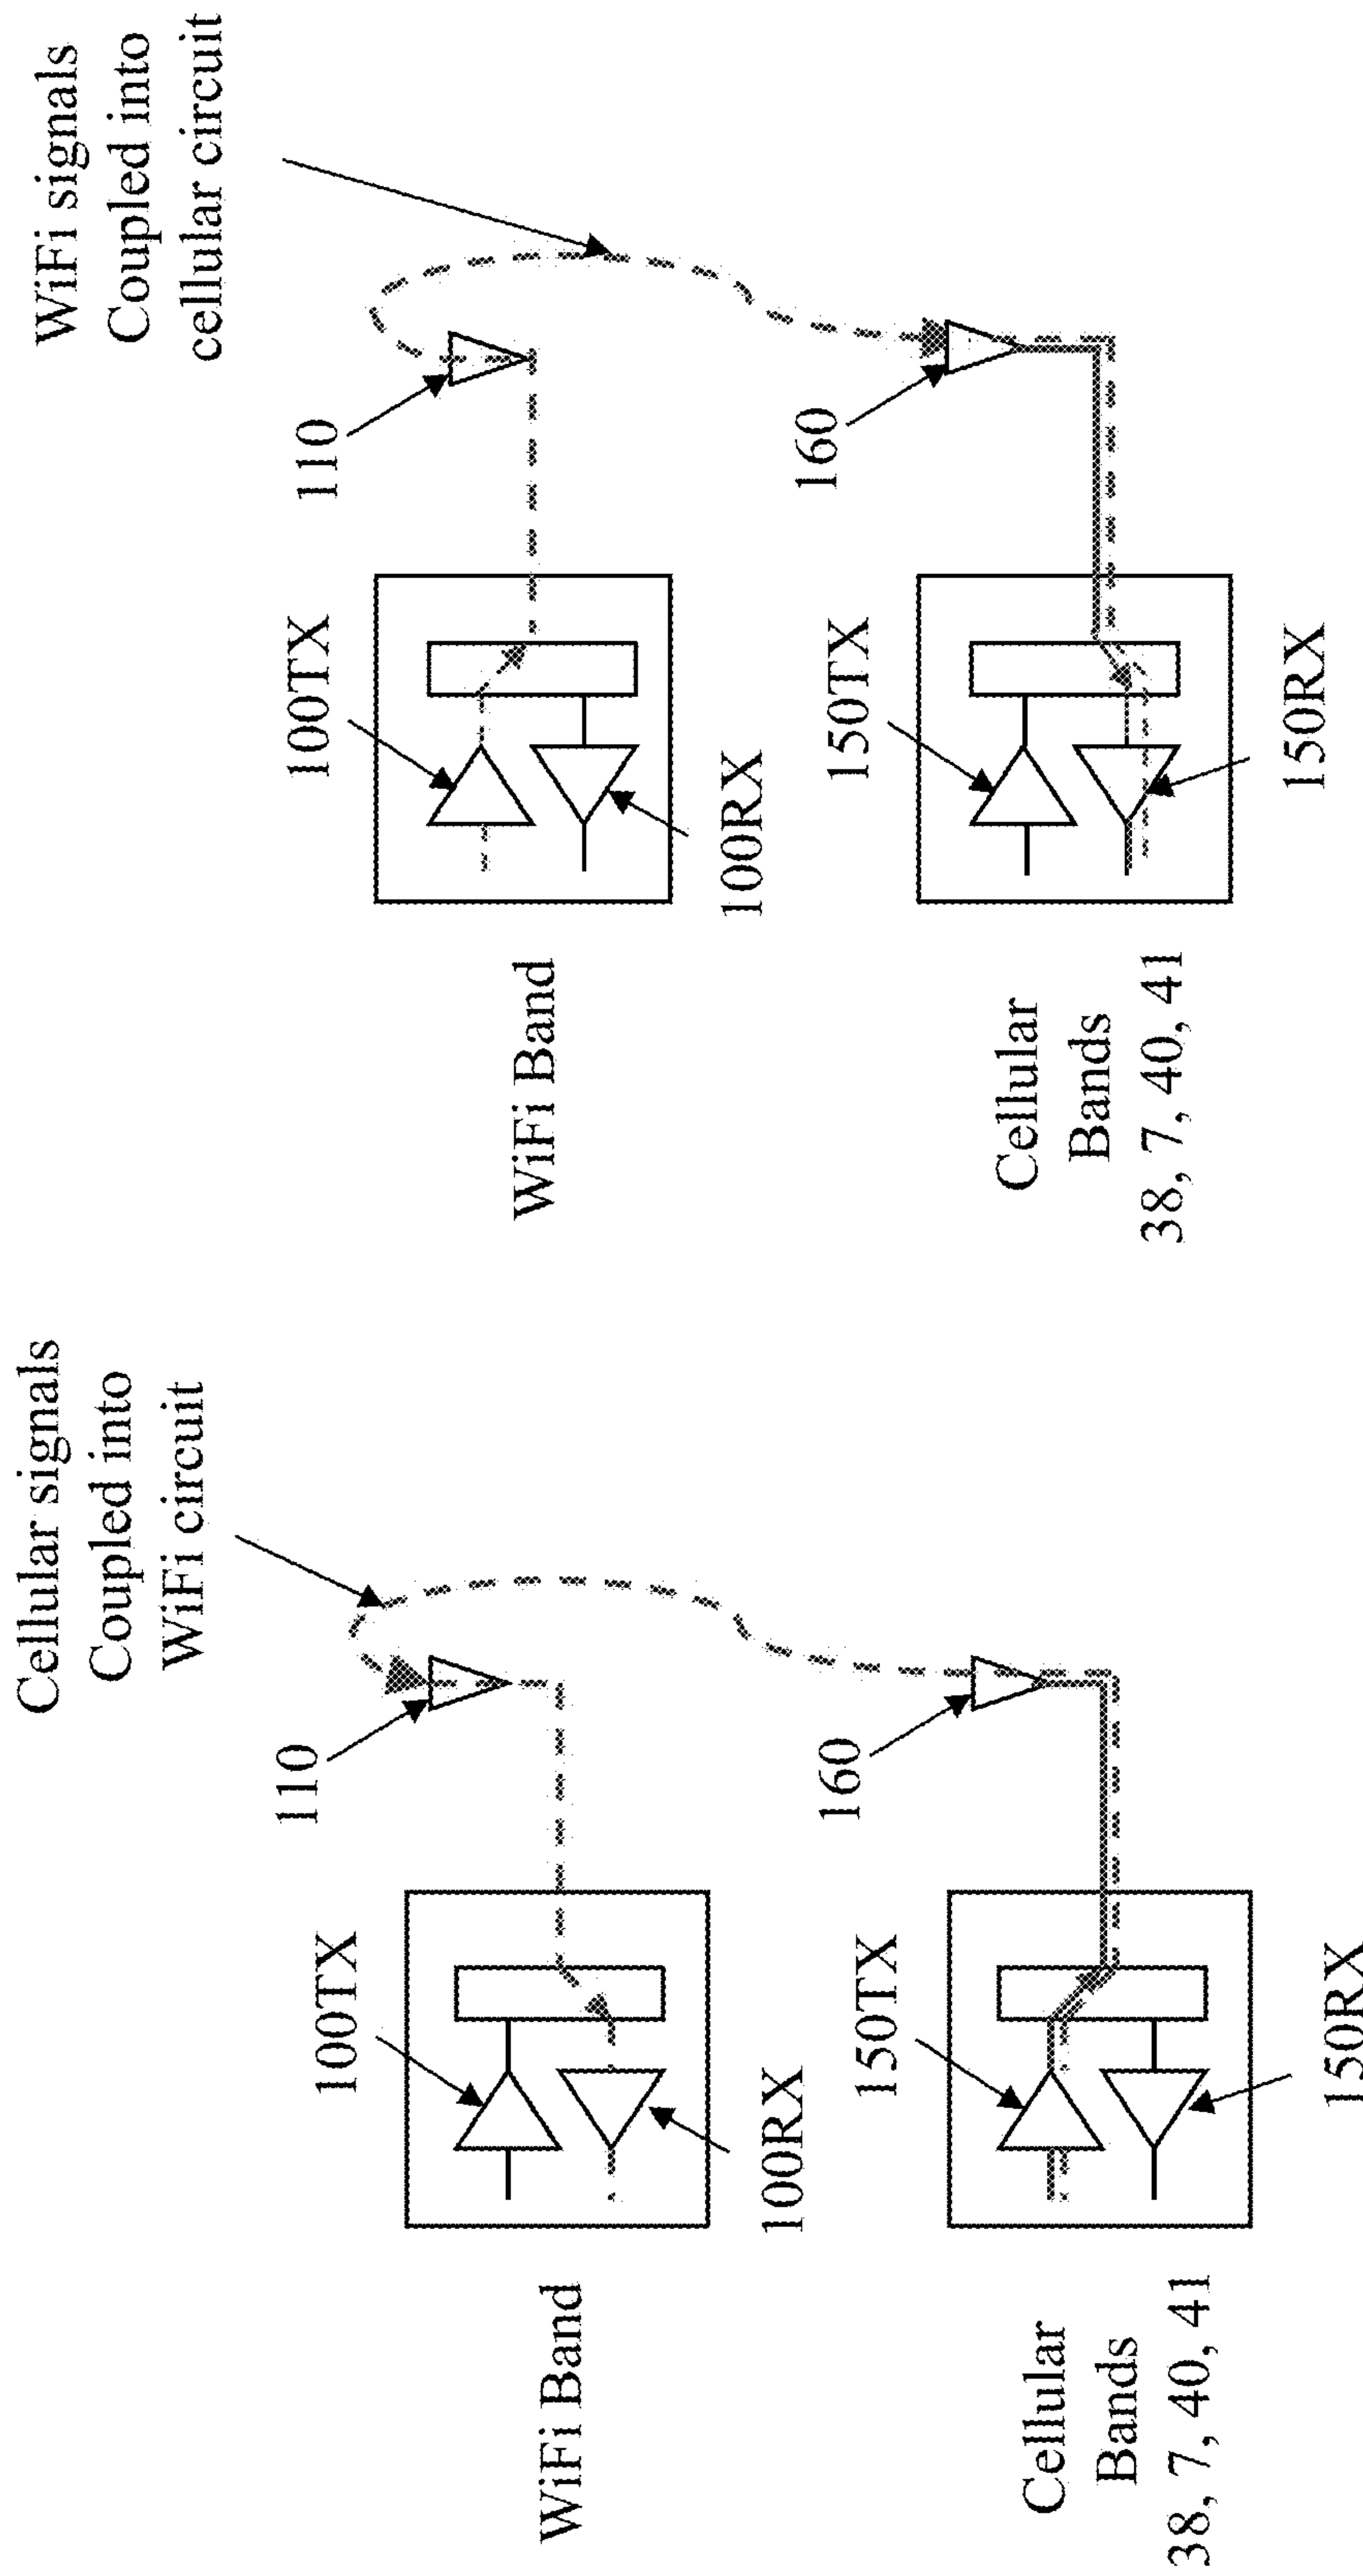 Cellular signals
Coupled into
WiFi circuit
110
100TX
100RX
WiFi Band
160
150TX
150RX
Cellular
Bands
38, 7, 40, 41
WiFi signals
Coupled into
cellular circuit
110
100TX
100RX
WiFi Band
160
150TX
150RX
Cellular
Bands
38, 7, 40, 41